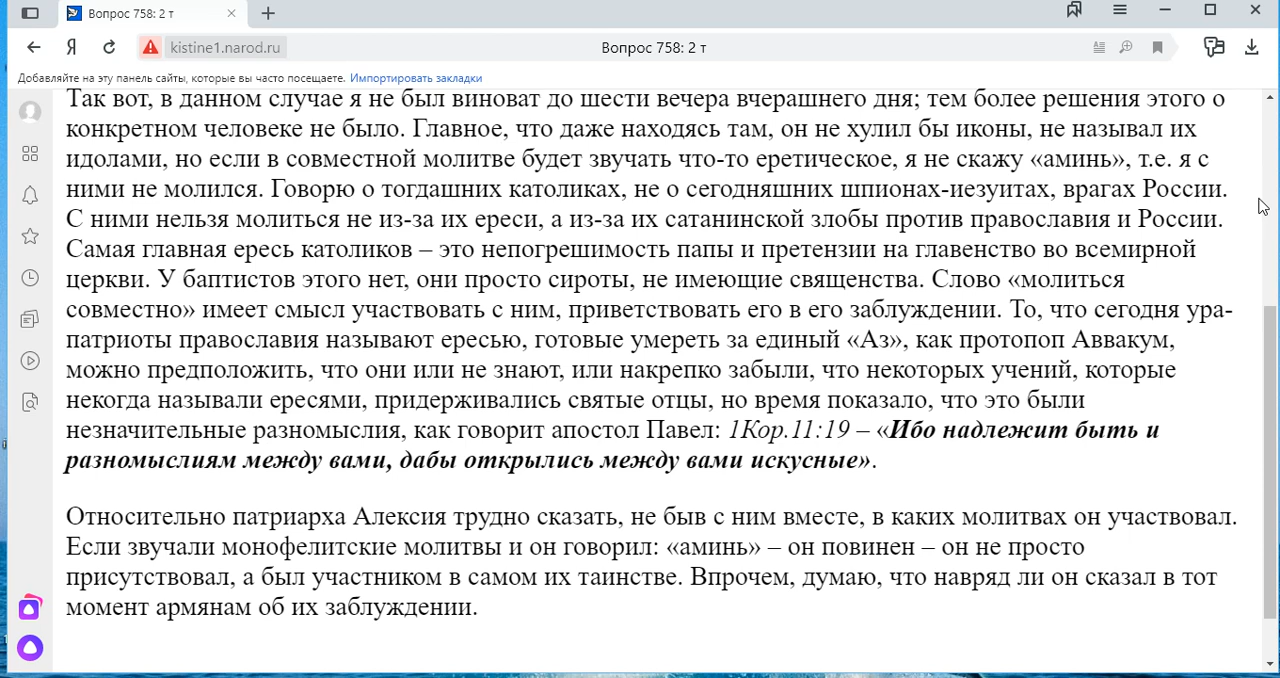 Вопрос 758: 2 т
kistine1.narod.ru
Вопрос 758: 2 т
Добавляйте на эту панель сайты, которые вы часто посещаете. Импортировать закладки
Так вот, в данном случае я не был виноват до шести вечера вчерашнего дня; тем более решения этого о
конкретном человеке не было. Главное, что даже находясь там, он не хулил бы иконы, не называл их
идолами, но если в совместной молитве будет звучать что-то еретическое, я не скажу «аминь», т.е. я с
ними не молился. Говорю о тогдашних католиках, не о сегодняшних шпионах-иезуитах, врагах России.
С ними нельзя молиться не из-за их ереси, а из-за их сатанинской злобы против православия и России.
Самая главная ересь католиков – это непогрешимость папы и претензии на главенство во всемирной
церкви. У баптистов этого нет, они просто сироты, не имеющие священства. Слово «молиться
совместно» имеет смысл участвовать с ним, приветствовать его в его заблуждении. То, что сегодня ура-
патриоты православия называют ересью, готовые умереть за единый «Аз», как протопоп Аввакум,
можно предположить, что они или не знают, или накрепко забыли, что некоторых учений, которые
некогда называли ересями, придерживались святые отцы, но время показало, что это были
незначительные разномыслия, как говорит апостол Павел: 1Кор.11:19 – «Ибо надлежит быть и
разномыслиям между вами, дабы открылись между вами искусные».
Относительно патриарха Алексия трудно сказать, не быв с ним вместе, в каких молитвах он участвовал.
Если звучали монофелитские молитвы и он говорил: «аминь» – он повинен – он не просто
присутствовал, а был участником в самом их таинстве. Впрочем, думаю, что навряд ли он сказал в тот
момент армянам об их заблуждении.